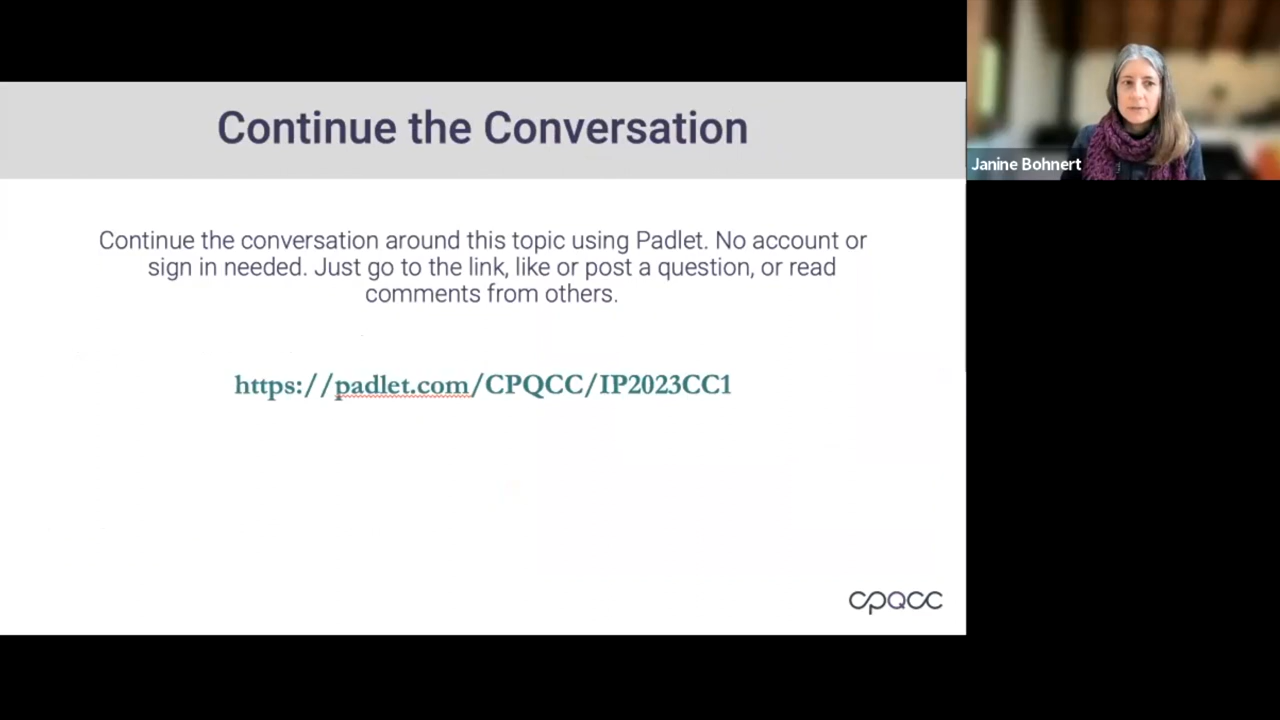 Continue the Conversation
Janine Bohnert
Continue the conversation around this topic using Padlet. No account or
sign in needed. Just go to the link, like or post a question, or read
comments from others.
https://padlet.com/CPQCC/IP2023CC1
cpqcc